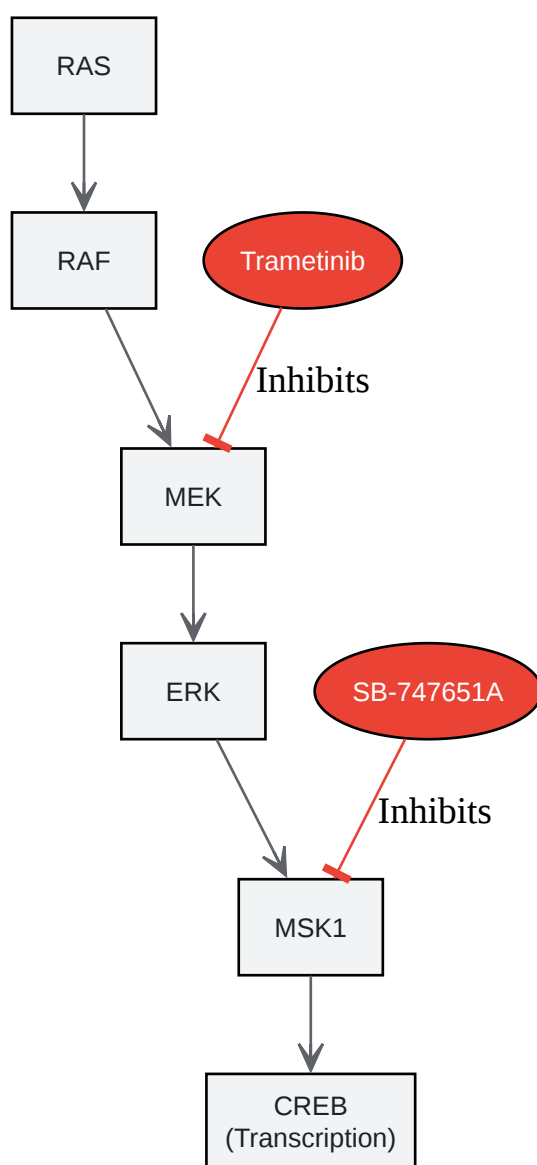 RAS
RAF
Trametinib
Inhibits
MEK
ERK
SB-747651A
Inhibits
MSK1
CREB
(Transcription)